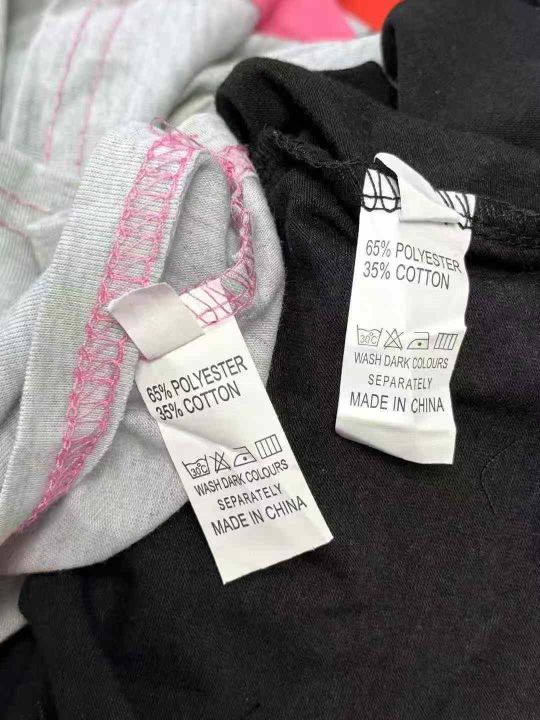 65% POLYESTER
35% COTTON
30°C
WASH DARK COLOURS
SEPARATELY
MADE IN CHINA
65% POLYESTER
35% COTTON
30°C
WASH DARK COLOURS
SEPARATELY
MADE IN CHINA